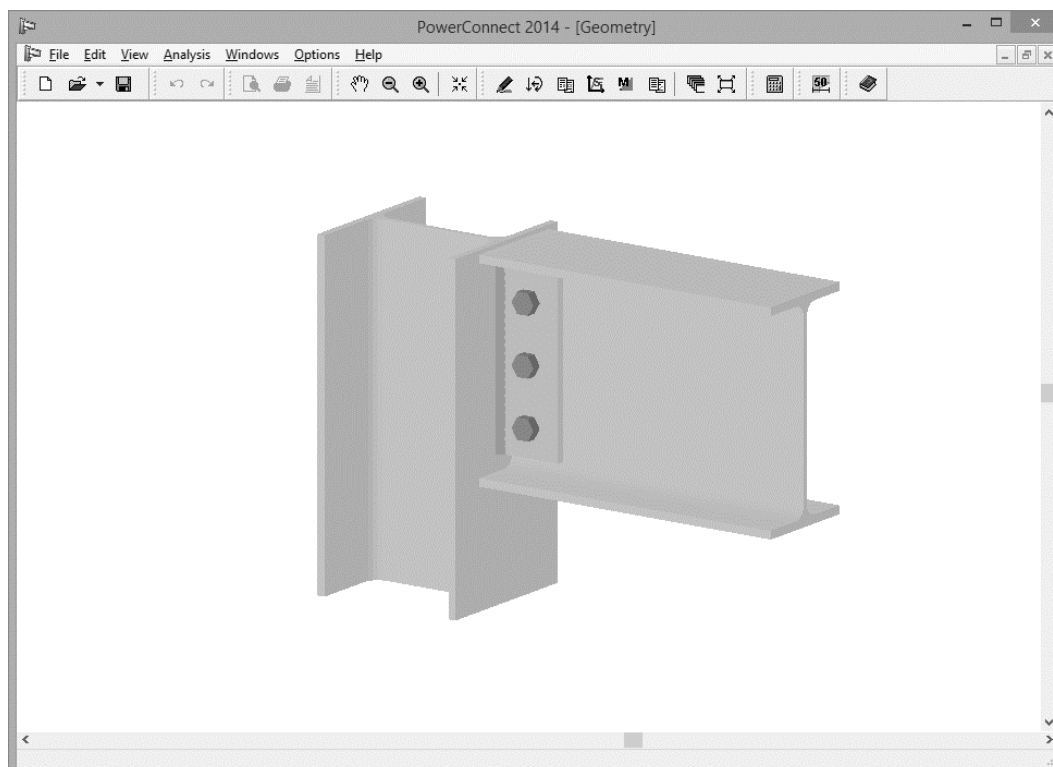 PowerConnect 2014 - [Geometry]
File Edit View Analysis Windows Options Help
M
50